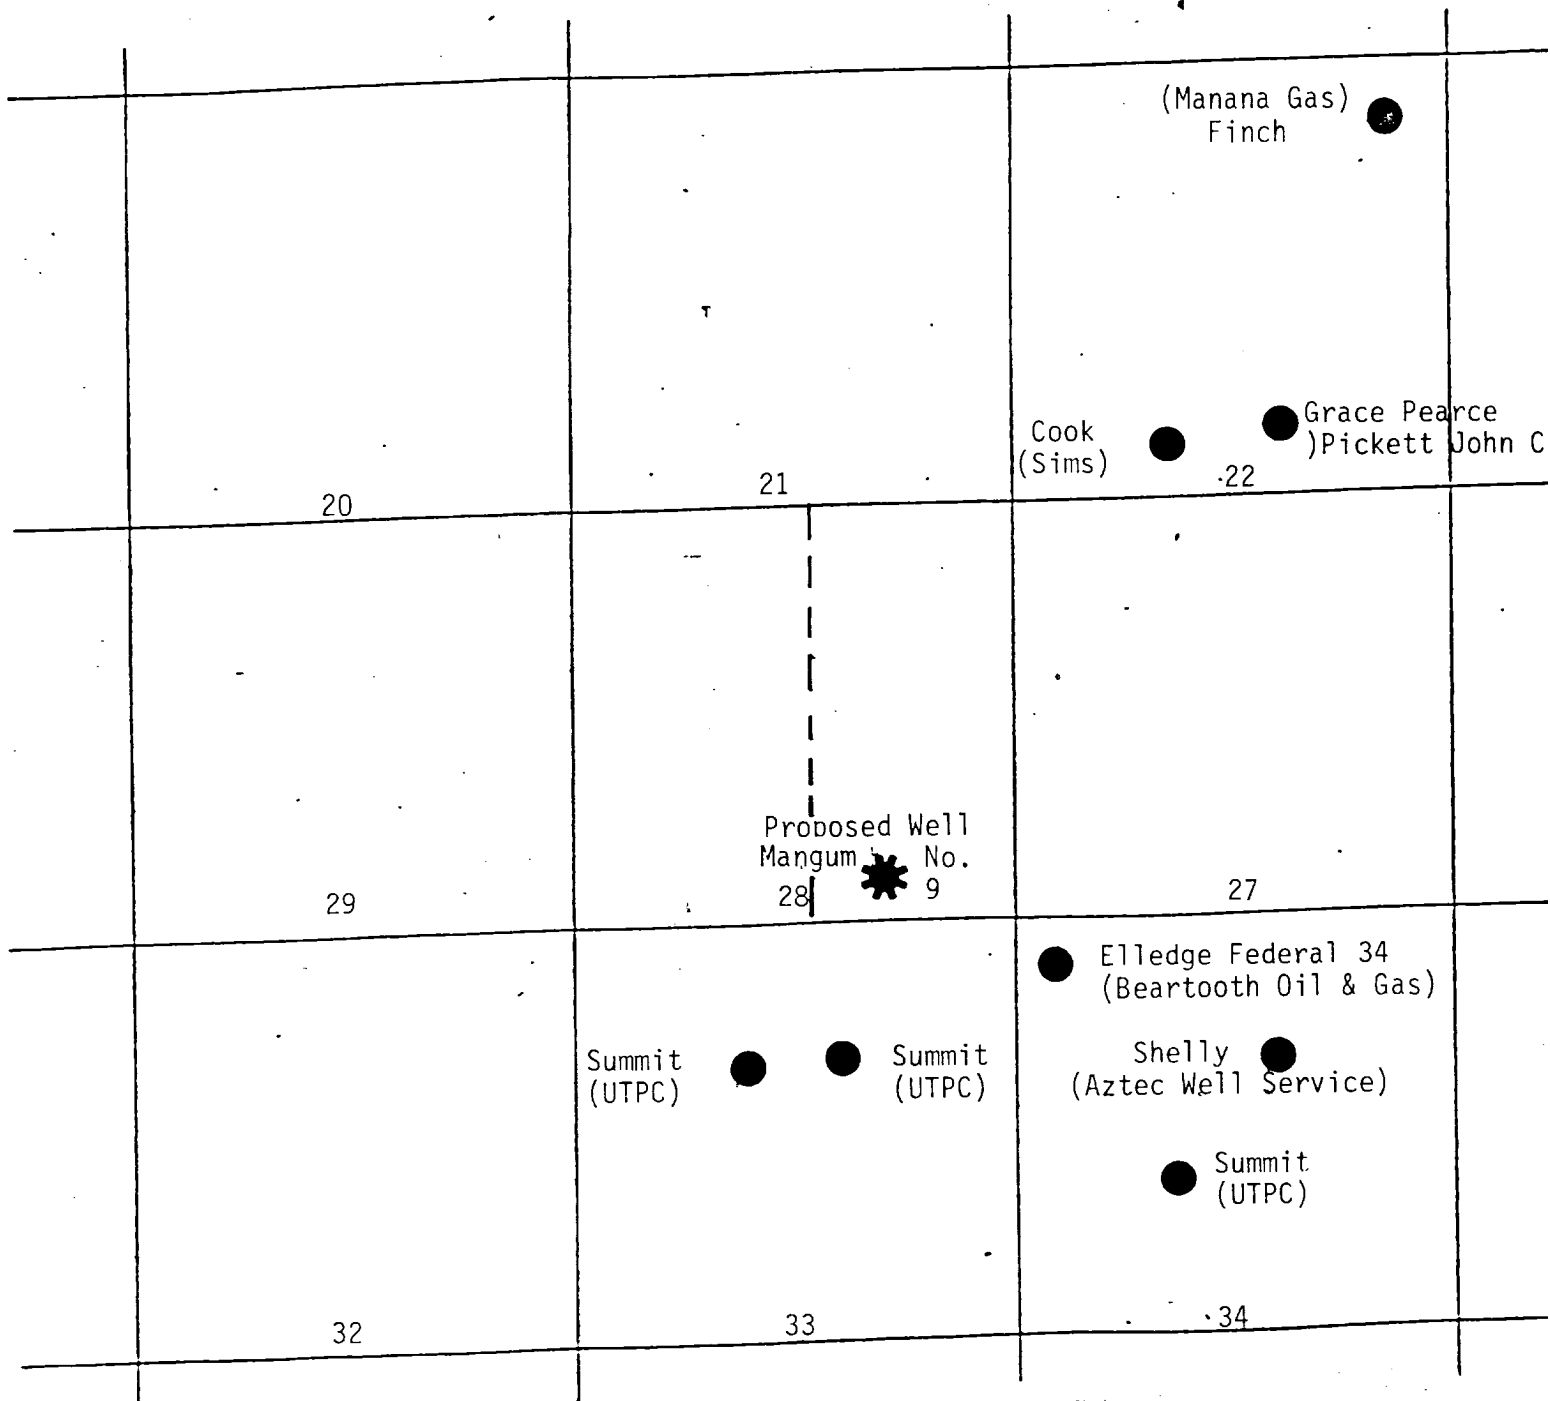 (Manana Gas)
Finch
Cook
(Sims)
Grace Pearce
)Pickett John C
20
21
22
Proposed Well
Mangum No.
9
29
28
27
Elledge Federal 34
(Beartooth Oil & Gas)
Summit
(UTPC)
Summit
(UTPC)
Shelly
(Aztec Well Service)
Summit
(UTPC)
32
33
34